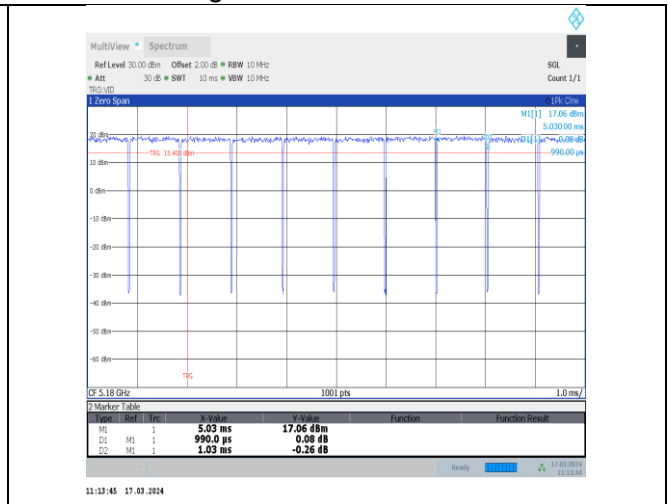 MultiView Spectrum
Ref Level 30.00 dBm Offset 2.00 dB RBW 10 MHz SGL
Att 30 dB SWT 10 ms VBW 10 MHz Count 1/1
TRG:VID
1 Zero Span 1Pk Clrw
M1[1] 17.06 dBm
5.030 00 ms
20 dBm M1 D1[1] 0.08 dB
TRG 13.400 dBm 990.00 µs
10 dBm
0 dBm
-10 dBm
-20 dBm
-30 dBm
-40 dBm
-50 dBm
-60 dBm
TRG
CF 5.18 GHz 1001 pts 1.0 ms/
2 Marker Table
Type Ref Trc X-Value Y-Value Function Function Result
M1 1 5.03 ms 17.06 dBm
D1 M1 1 990.0 µs 0.08 dB
D2 M1 1 1.03 ms -0.26 dB
Ready 17.03.2024
11:13:44
11:13:45 17.03.2024